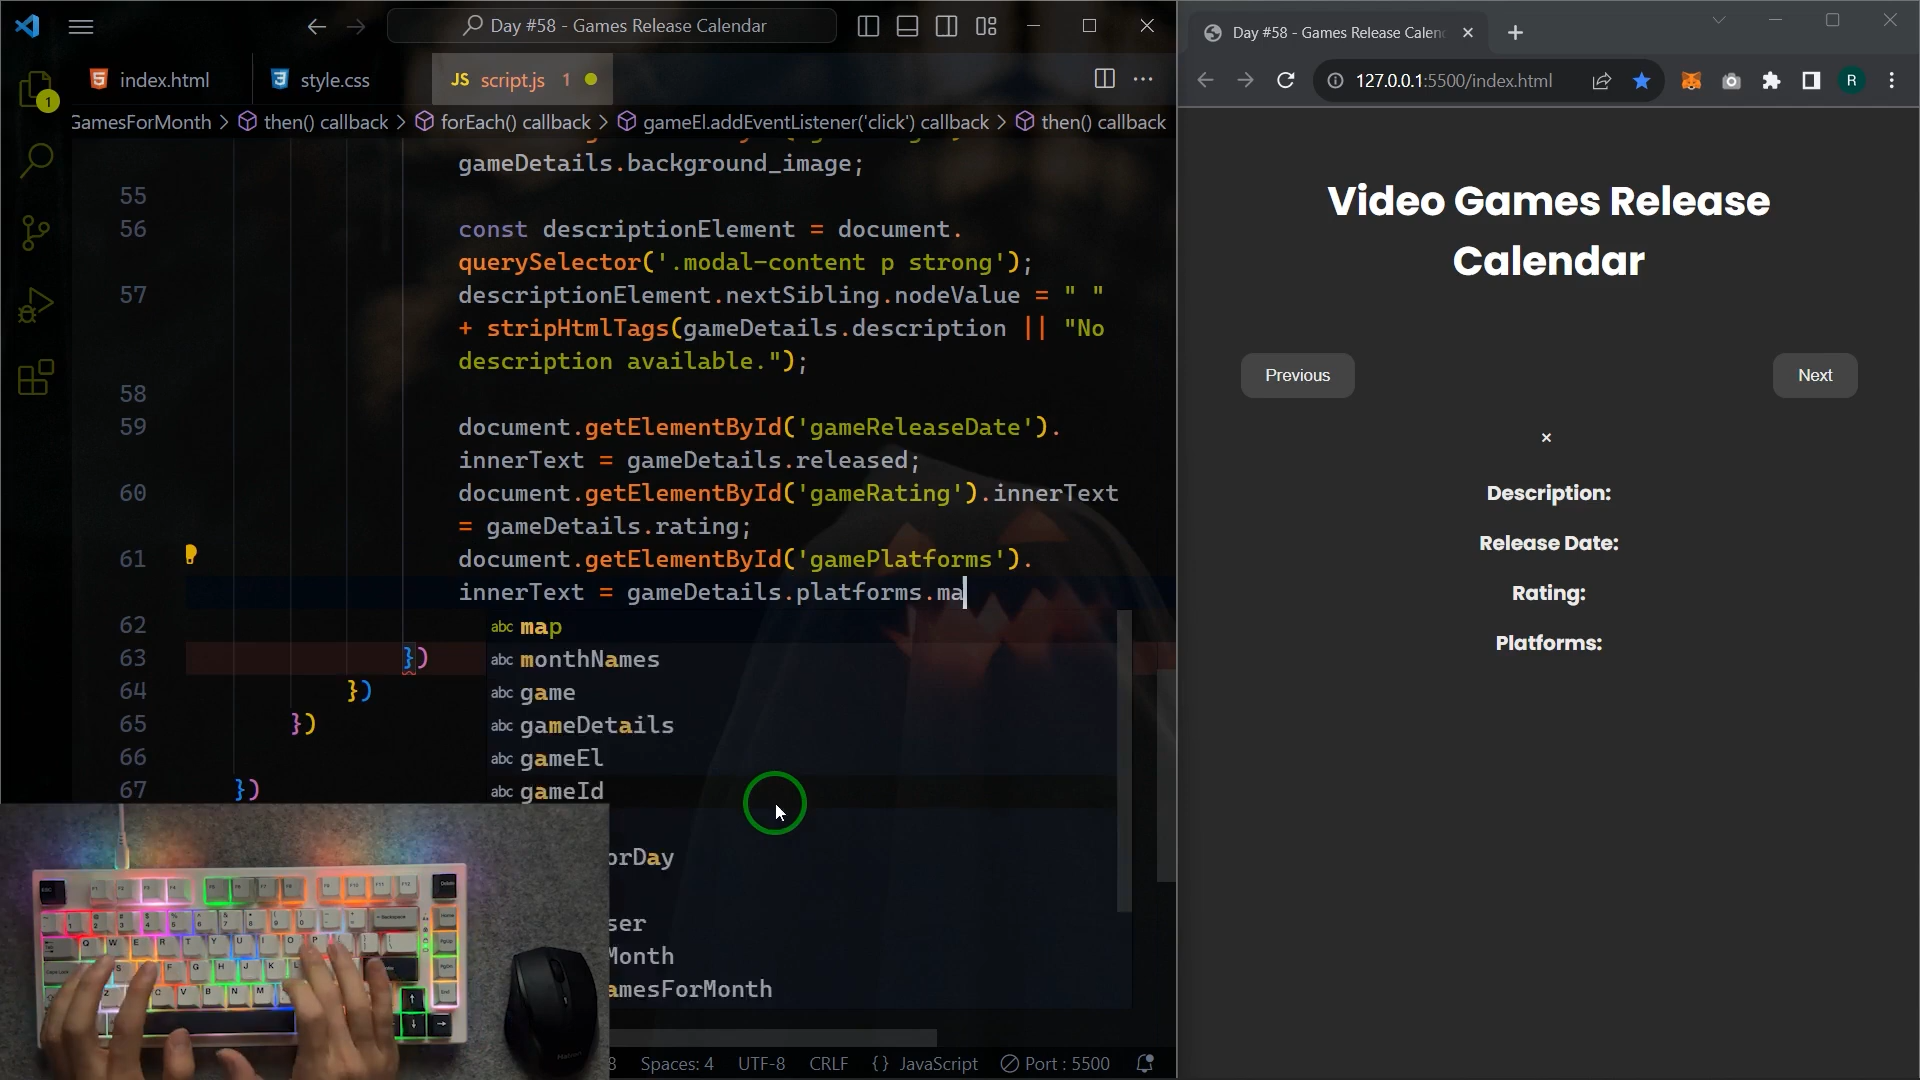 Day #58 - Games Release Calendar
index.html
style.css
JS script.js 1
GamesForMonth > then() callback > forEach() callback > gameEl.addEventListener('click') callback > then() callback
gameDetails.background_image;
55
56 const descriptionElement = document.
querySelector('.modal-content p strong');
57 descriptionElement.nextSibling.nodeValue = " "
+ stripHtmlTags(gameDetails.description || "No
description available.");
58
59 document.getElementById('gameReleaseDate').
innerText = gameDetails.released;
60 document.getElementById('gameRating').innerText
= gameDetails.rating;
61 document.getElementById('gamePlatforms').
innerText = gameDetails.platforms.ma
62
63 })
64 })
65 })
66
67 })
abc map
abc monthNames
abc game
abc gameDetails
abc gameEl
abc gameId
orDay
ser
Month
amesForMonth
Spaces: 4 UTF-8 CRLF {} JavaScript Port : 5500
1
Day #58 - Games Release Calen
127.0.0.1:5500/index.html
R
Video Games Release
Calendar
Previous
Next
×
Description:
Release Date:
Rating:
Platforms: